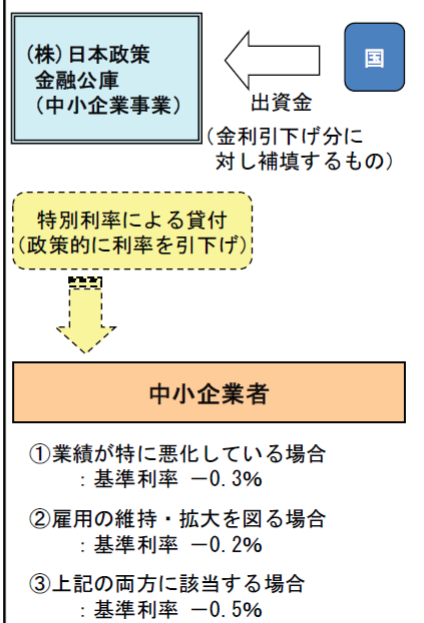 (株)日本政策
金融公庫
(中小企業事業)
国
出資金
(金利引下げ分に
対し補填するもの)
特別利率による貸付
(政策的に利率を引下げ)
中小企業者
①業績が特に悪化している場合
：基準利率 －0.3%
②雇用の維持・拡大を図る場合
：基準利率 －0.2%
③上記の両方に該当する場合
：基準利率 －0.5%